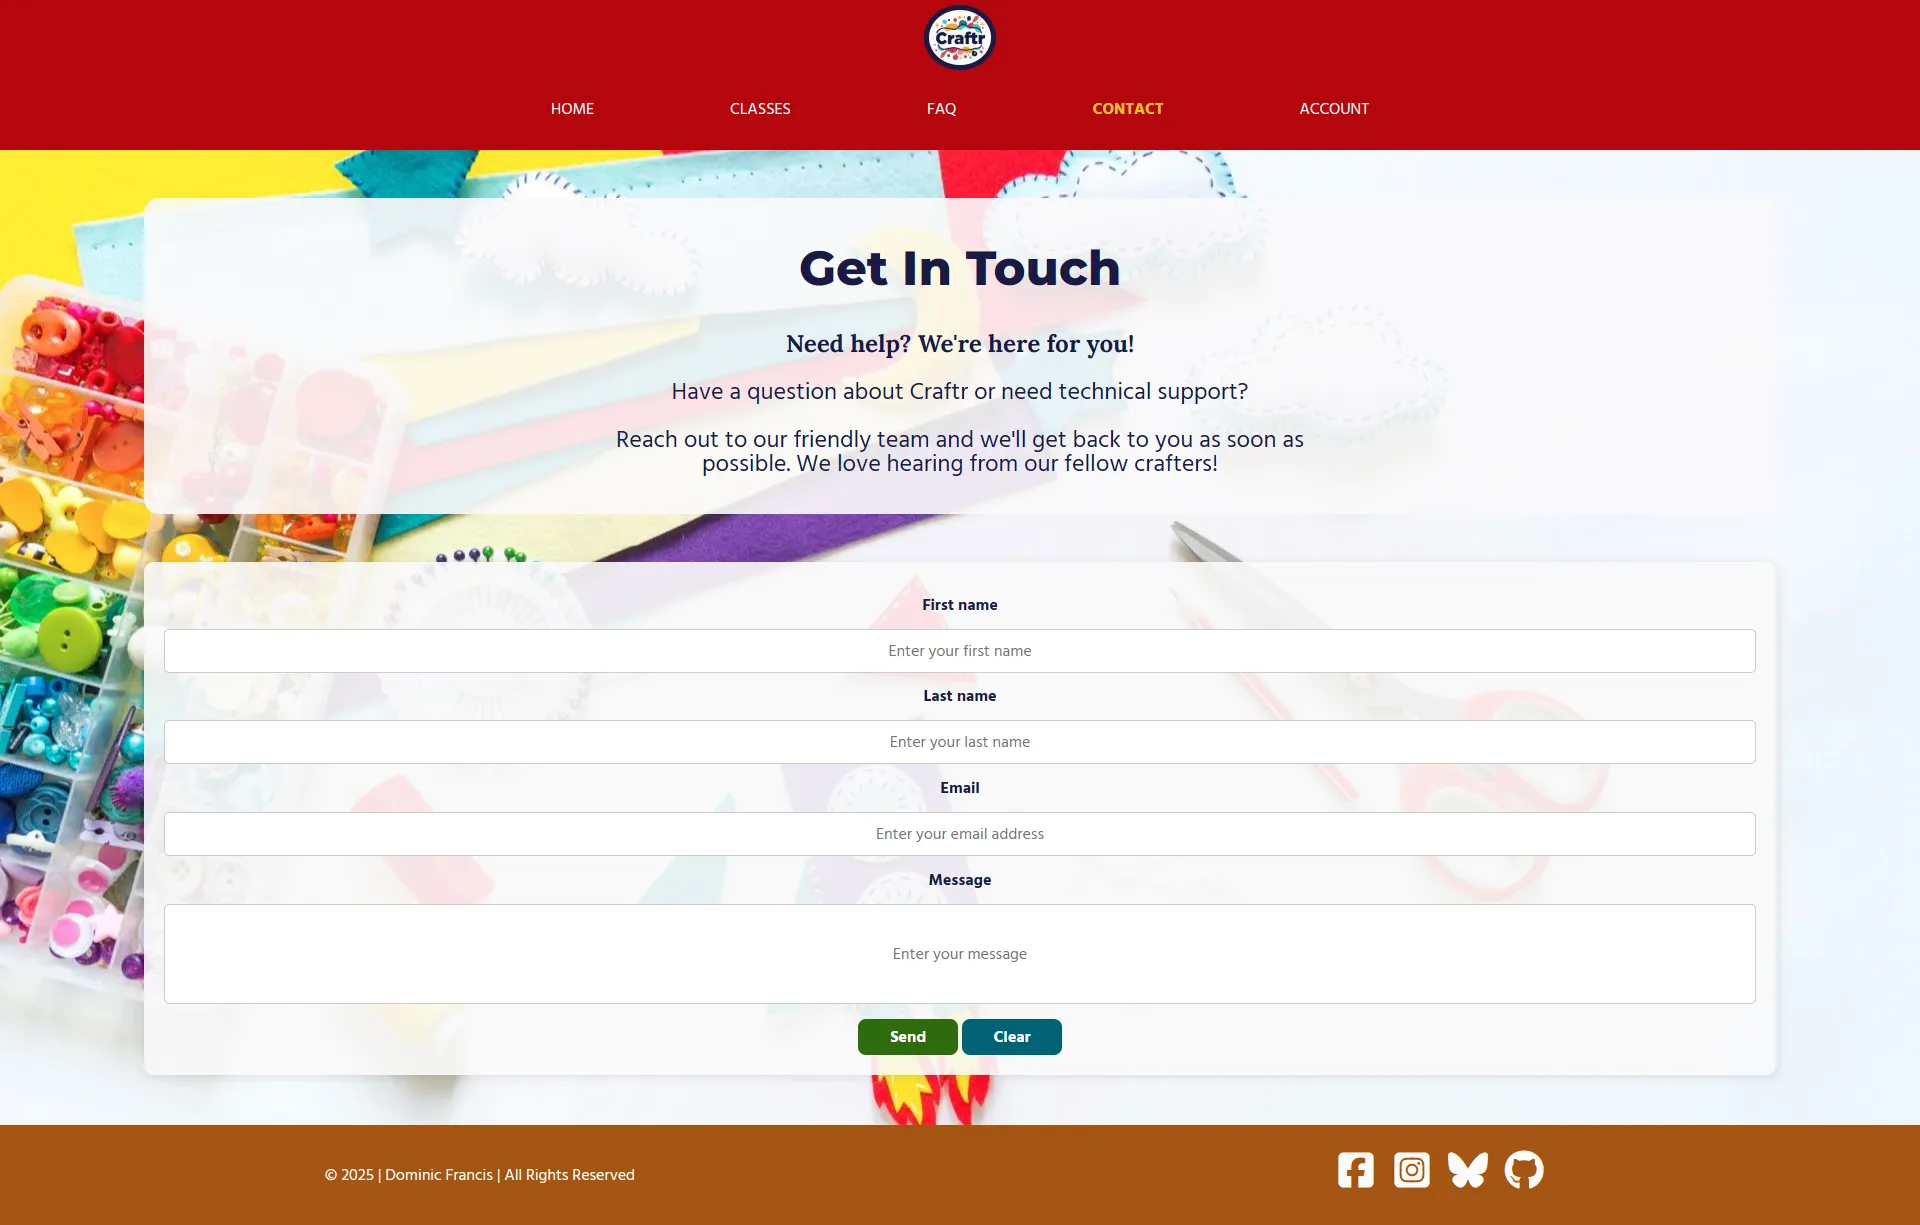 Craftr
HOME
CLASSES
FAQ
CONTACT
ACCOUNT
Get In Touch
Need help? We're here for you!
Have a question about Craftr or need technical support?
Reach out to our friendly team and we'll get back to you as soon as
possible. We love hearing from our fellow crafters!
First name
Enter your first name
Last name
Enter your last name
Email
Enter your email address
Message
Enter your message
Send
Clear
© 2025 | Dominic Francis | All Rights Reserved